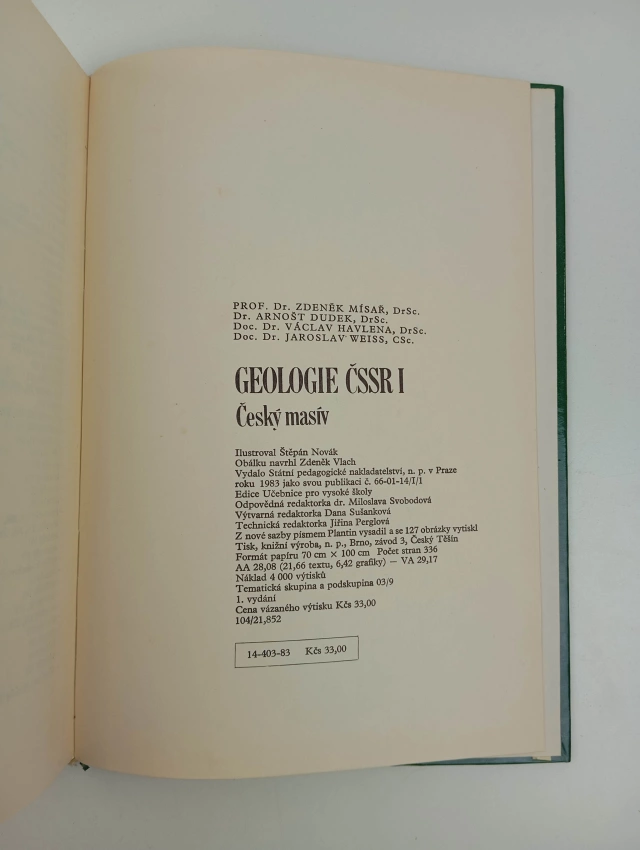 PROF. Dr. ZDENĚK MÍSAŘ, DrSc.
Dr. ARNOŠT DUDEK, DrSc.
Doc. Dr. VÁCLAV HAVLENA, DrSc.
Doc. Dr. JAROSLAV WEISS, CSc.
GEOLOGIE ČSSR I
Český masív
Ilustroval Štěpán Novák
Obálku navrhl Zdeněk Vlach
Vydalo Státní pedagogické nakladatelství, n. p. v Praze
roku 1983 jako svou publikaci č. 66-01-14/I/1
Edice Učebnice pro vysoké školy
Odpovědná redaktorka dr. Miloslava Svobodová
Výtvarná redaktorka Dana Sušanková
Technická redaktorka Jiřina Perglová
Z nové sazby písmem Plantin vysadil a se 127 obrázky vytiskl
Tisk, knižní výroba, n. p., Brno, závod 3, Český Těšín
Formát papíru 70 cm × 100 cm Počet stran 336
AA 28,08 (21,66 textu, 6,42 grafiky) — VA 29,17
Náklad 4 000 výtisků
Tematická skupina a podskupina 03/9
1. vydání
Cena vázaného výtisku Kčs 33,00
104/21,852
14-403-83 Kčs 33,00